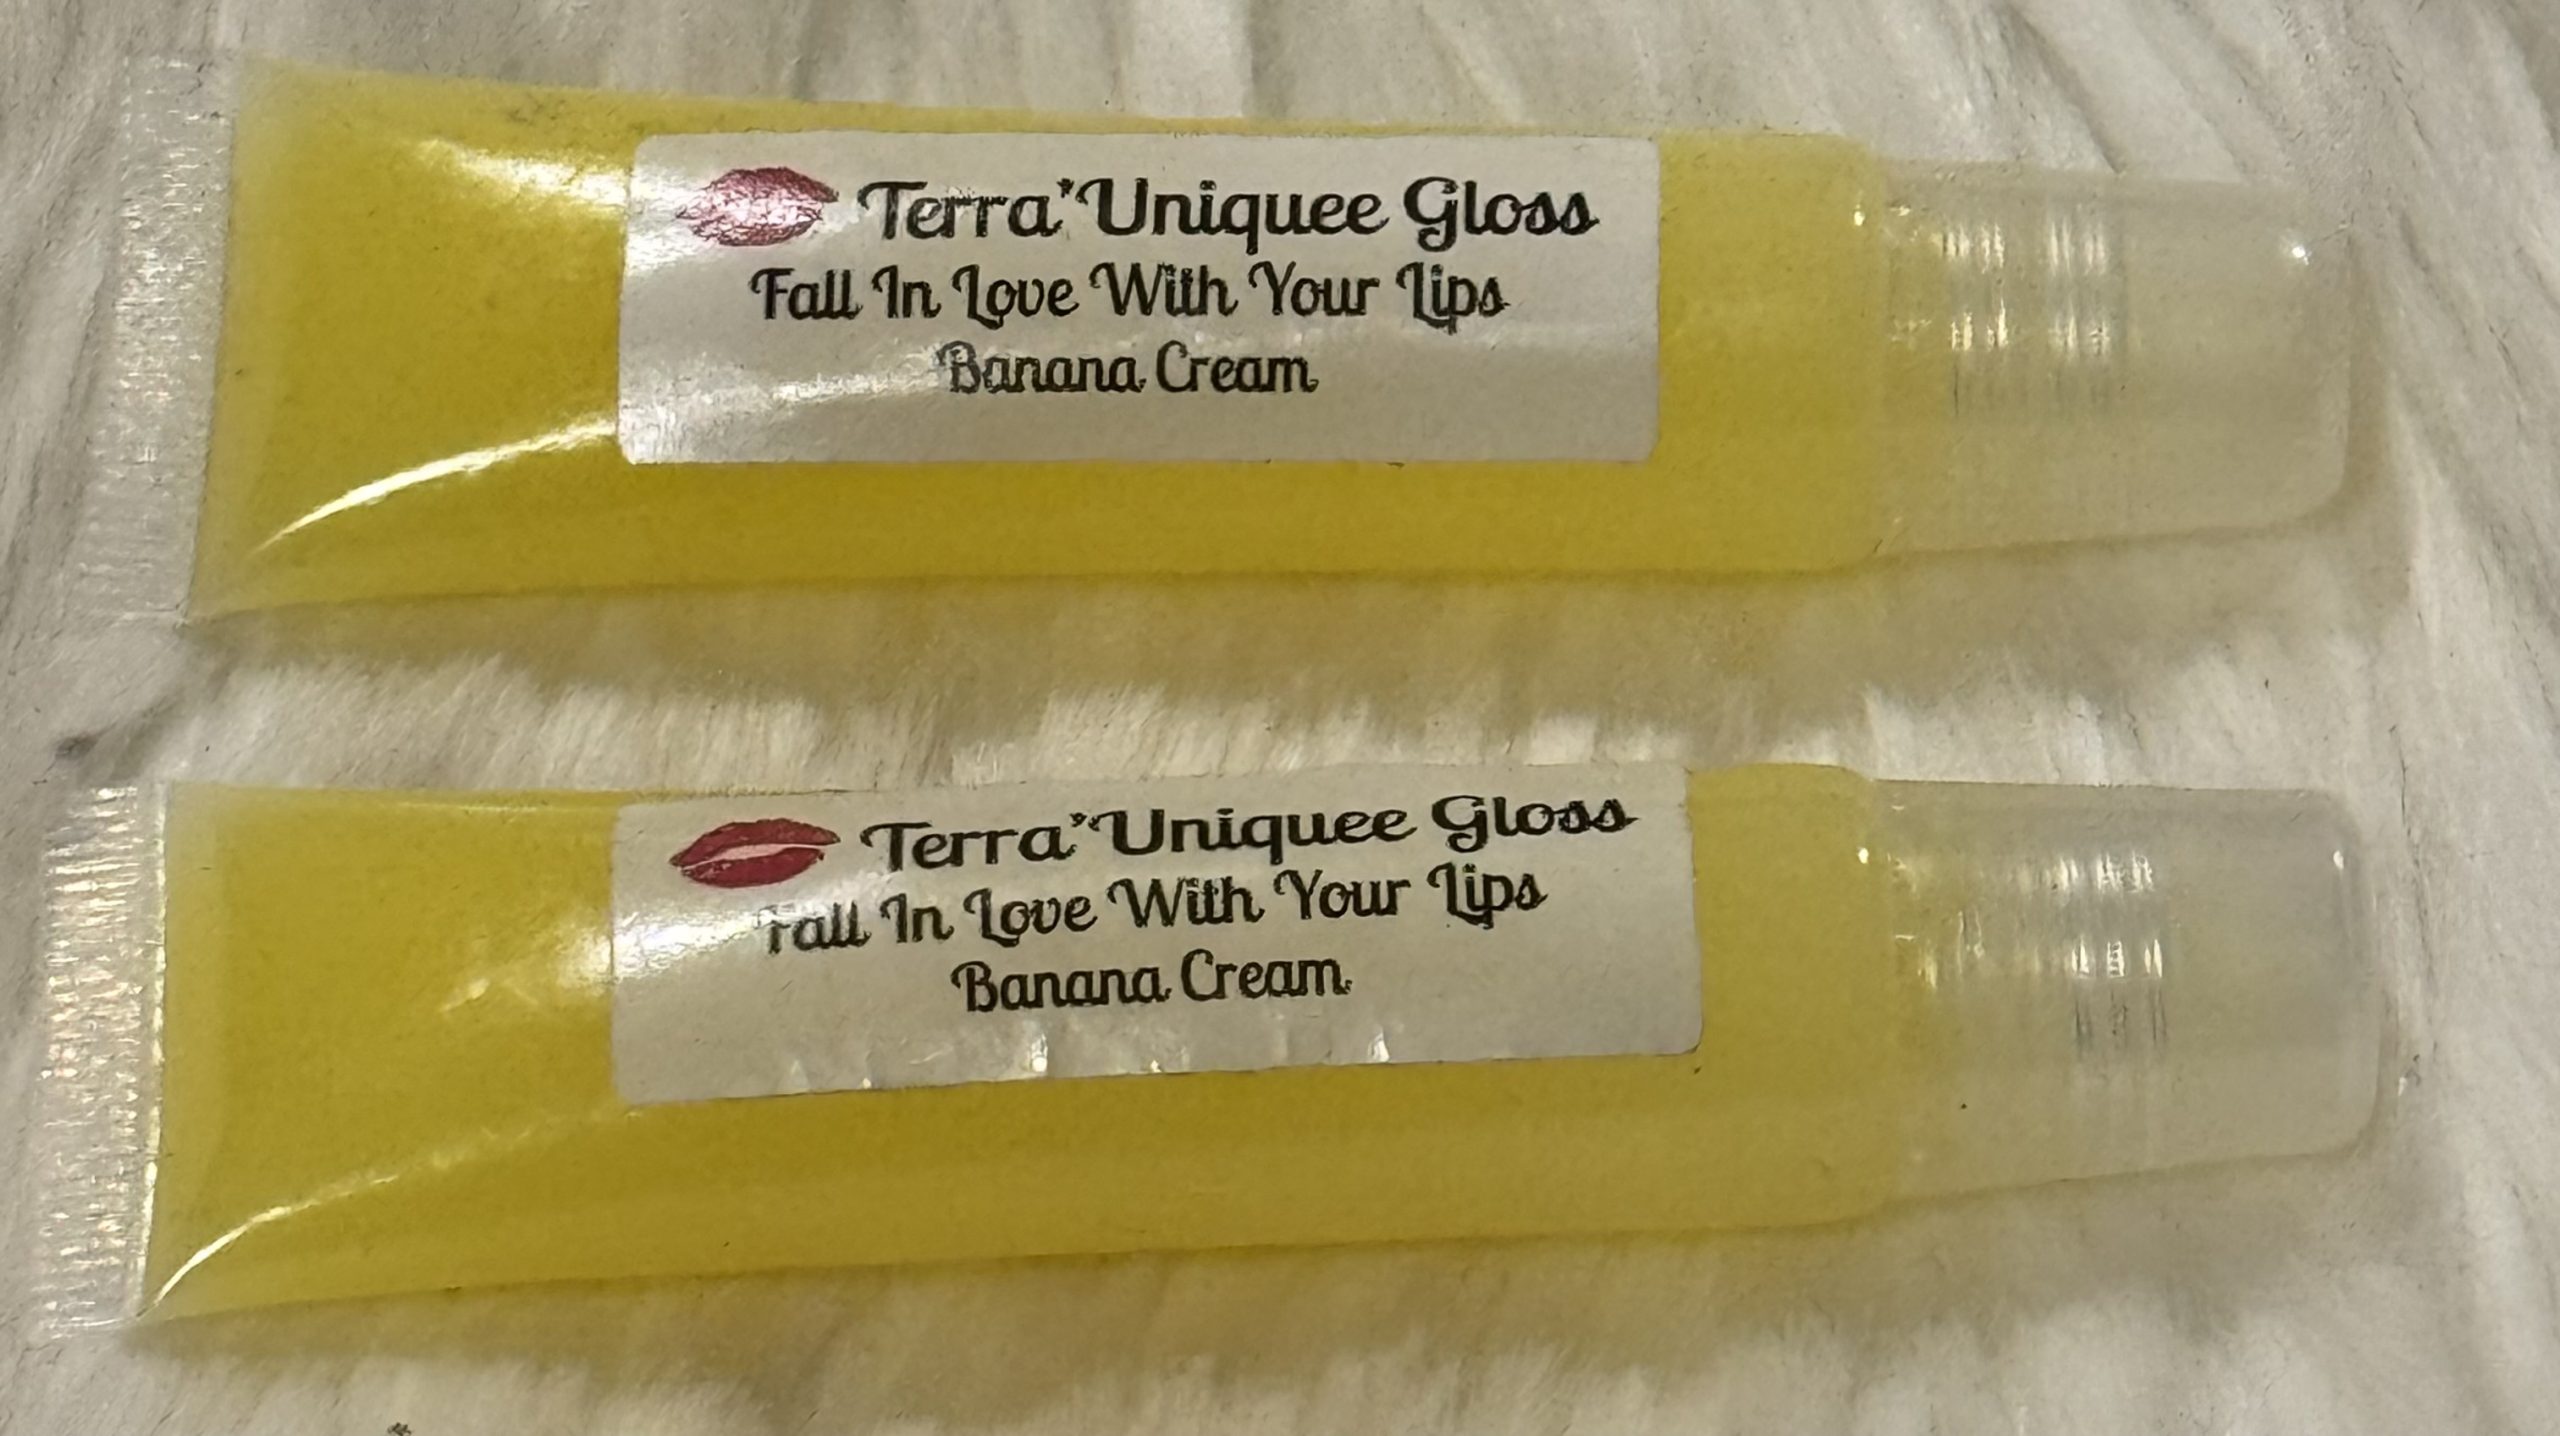 Terra'Uniquee Gloss
Fall In Love With Your Lips
Banana Cream
Terra'Uniquee Gloss
Fall In Love With Your Lips
Banana Cream